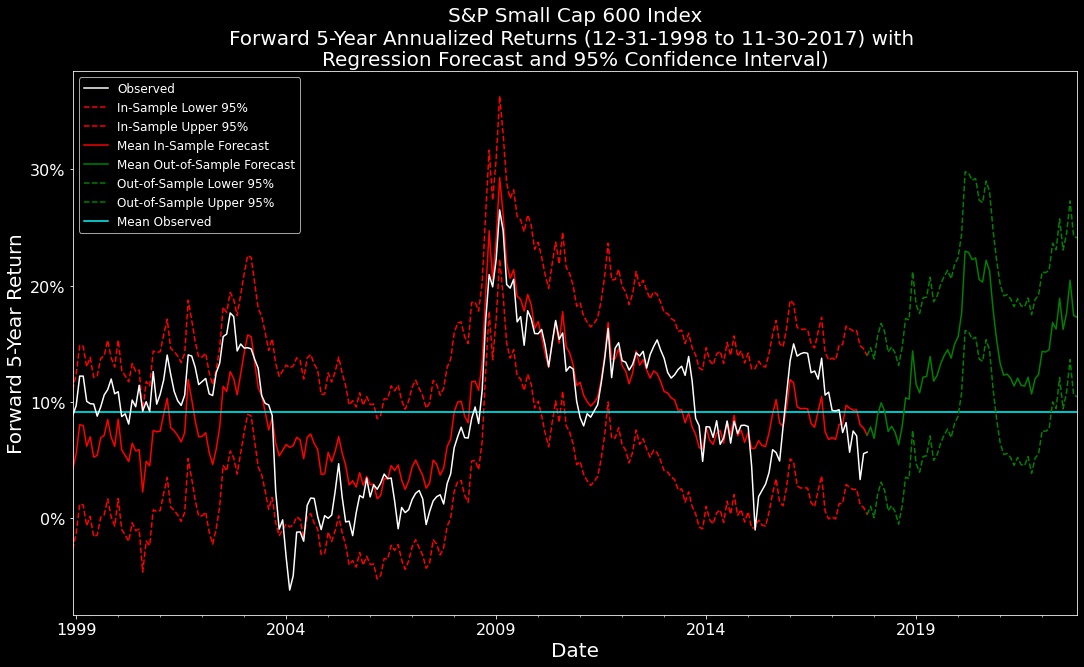 S&P Small Cap 600 Index
Forward 5-Year Annualized Returns (12-31-1998 to 11-30-2017) with
Regression Forecast and 95% Confidence Interval)
Observed
In-Sample Lower 95%
In-Sample Upper 95%
Mean In-Sample Forecast
Mean Out-of-Sample Forecast
Out-of-Sample Lower 95%
Out-of-Sample Upper 95%
Mean Observed
Forward 5-Year Return
30%
20%
10%
0%
1999
2004
2009
2014
2019
Date